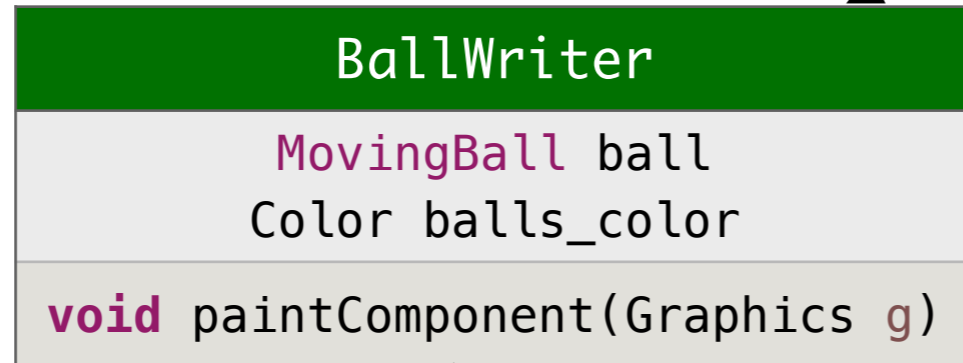 BallWriter
MovingBall ball
Color balls_color
void paintComponent(Graphics g)